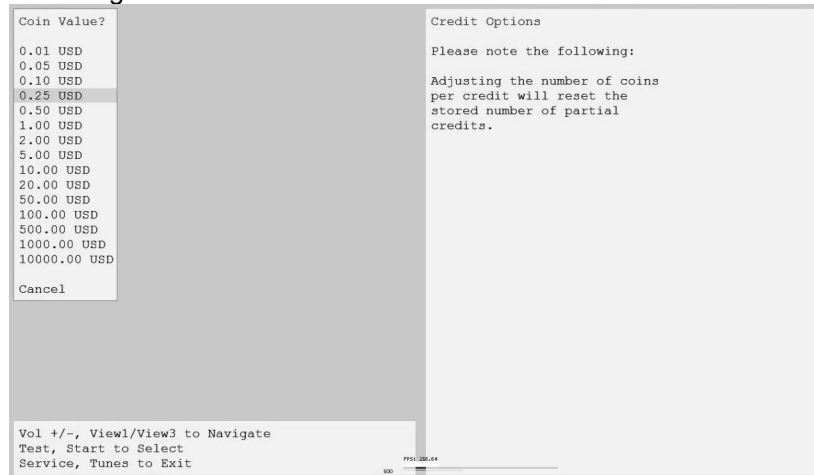 Coin Value?
0.01 USD
0.05 USD
0.10 USD
0.25 USD
0.50 USD
1.00 USD
2.00 USD
5.00 USD
10.00 USD
20.00 USD
50.00 USD
100.00 USD
500.00 USD
1000.00 USD
10000.00 USD
Cancel
Credit Options
Please note the following:
Adjusting the number of coins
per credit will reset the
stored number of partial
credits.
Vol +/-, View1/View3 to Navigate
Test, Start to Select
Service, Tunes to Exit